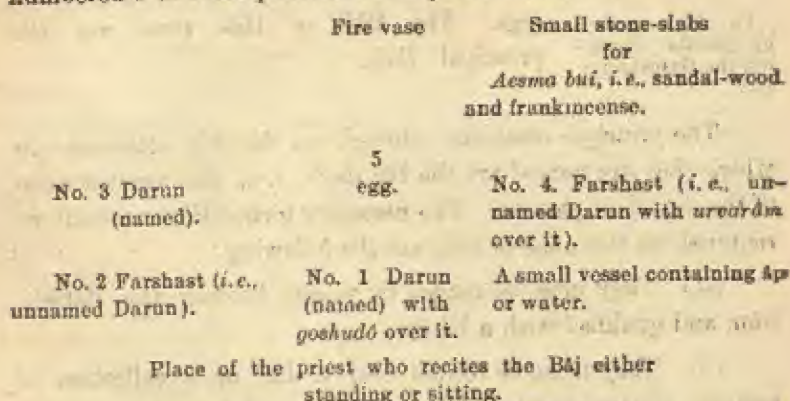 Fire vase
Small stone-slabs
for
Aesma bui, i.e., sandal-wood
and frankincense.
No. 3 Darun
(named).
5
egg.
No. 4. Farshast (i.e., un-
named Darun with urvarâm
over it).
No. 2 Farshast (i.e.,
unnamed Darun).
No. 1 Darun
(named) with
goshudô over it.
A small vessel containing âp
or water.
Place of the priest who recites the Bâj either
standing or sitting.